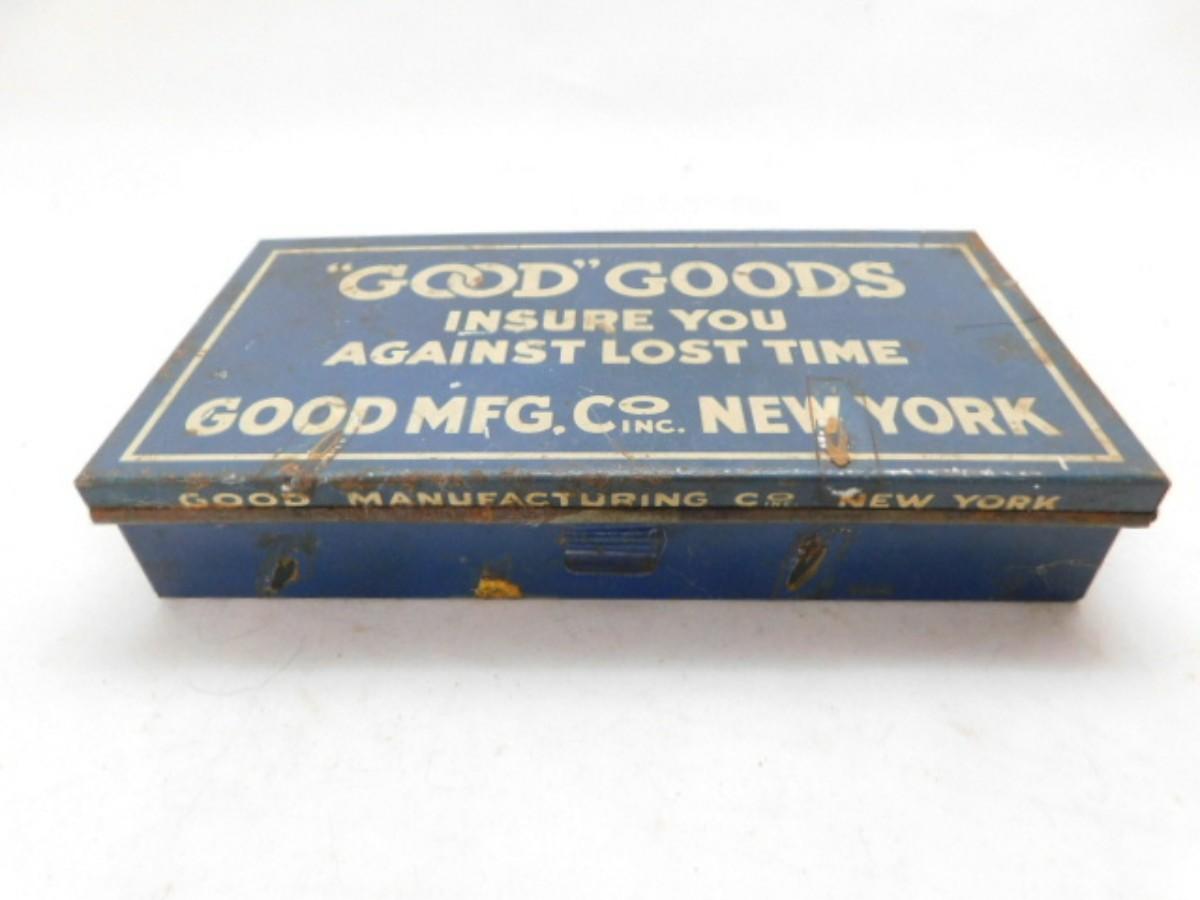 “GOOD” GOODS
INSURE YOU
AGAINST LOST TIME
GOOD MFG. CO. INC. NEW YORK
GOOD MANUFACTURING CO. INC. NEW YORK